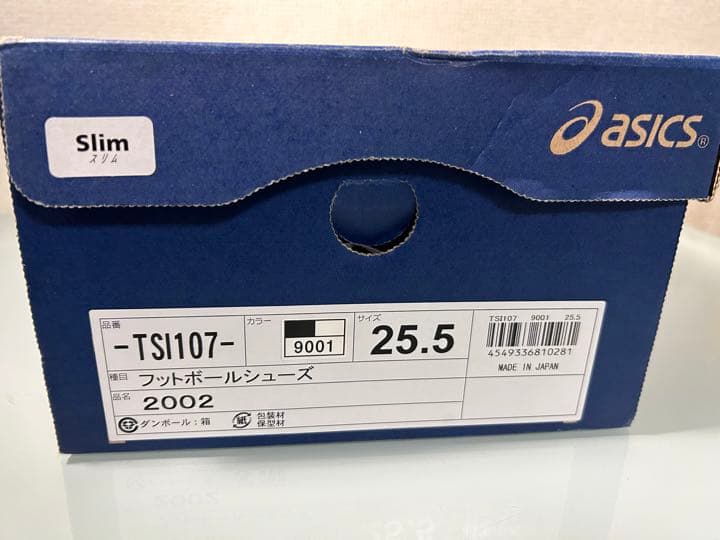 Slim
スリム
asics®
品番
-TSI107-
カラー
9001
サイズ
25.5
TSI107 9001 25.5
4549336810281
MADE IN JAPAN
種目
フットボールシューズ
品名
2002
ダンボール：箱
紙
包装材
保型材